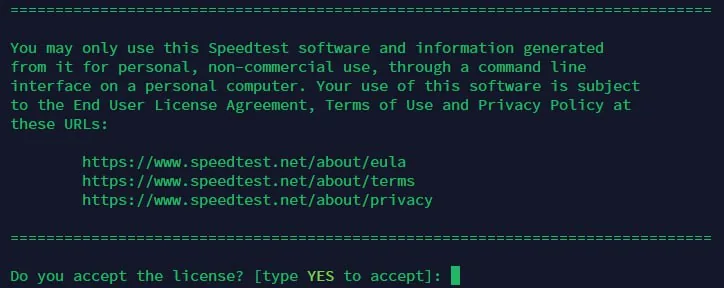 ==============================================================================
You may only use this Speedtest software and information generated
from it for personal, non-commercial use, through a command line
interface on a personal computer. Your use of this software is subject
to the End User License Agreement, Terms of Use and Privacy Policy at
these URLs:
https://www.speedtest.net/about/eula
https://www.speedtest.net/about/terms
https://www.speedtest.net/about/privacy
==============================================================================
Do you accept the license? [type YES to accept]: